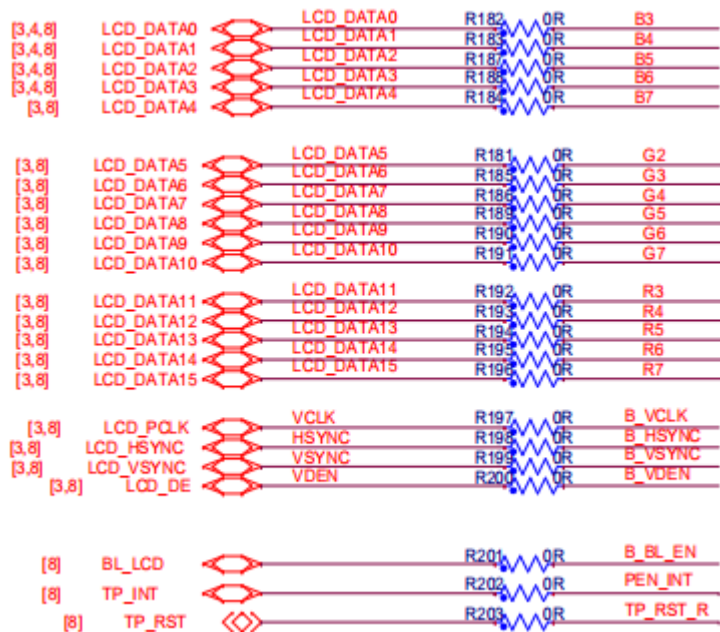 [3,4,8] LCD_DATA0 LCD_DATA0 R182 0R B3
[3,4,8] LCD_DATA1 LCD_DATA1 R183 0R B4
[3,4,8] LCD_DATA2 LCD_DATA2 R187 0R B5
[3,4,8] LCD_DATA3 LCD_DATA3 R188 0R B6
[3,8] LCD_DATA4 LCD_DATA4 R184 0R B7
[3,8] LCD_DATA5 LCD_DATA5 R181 0R G2
[3,8] LCD_DATA6 LCD_DATA6 R185 0R G3
[3,8] LCD_DATA7 LCD_DATA7 R186 0R G4
[3,8] LCD_DATA8 LCD_DATA8 R189 0R G5
[3,8] LCD_DATA9 LCD_DATA9 R190 0R G6
[3,8] LCD_DATA10 LCD_DATA10 R191 0R G7
[3,8] LCD_DATA11 LCD_DATA11 R192 0R R3
[3,8] LCD_DATA12 LCD_DATA12 R193 0R R4
[3,8] LCD_DATA13 LCD_DATA13 R194 0R R5
[3,8] LCD_DATA14 LCD_DATA14 R195 0R R6
[3,8] LCD_DATA15 LCD_DATA15 R196 0R R7
[3,8] LCD_PCLK VCLK R197 0R B_VCLK
[3,8] LCD_HSYNC HSYNC R198 0R B_HSYNC
[3,8] LCD_VSYNC VSYNC R199 0R B_VSYNC
[3,8] LCD_DE VDEN R200 0R B_VDEN
[8] BL_LCD R201 0R B_BL_EN
[8] TP_INT R202 0R PEN_INT
[8] TP_RST R203 0R TP_RST_R